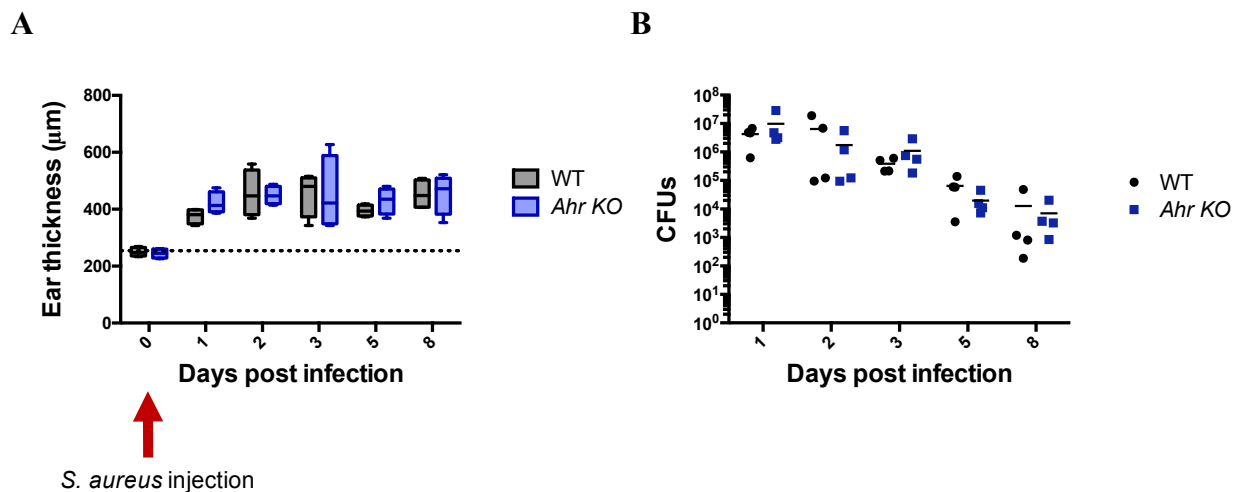 A
B
800
600
400
200
0
Ear thickness (μm)
0
1
2
3
5
8
Days post infection
WT
Ahr KO
S. aureus injection
10⁸
10⁷
10⁶
10⁵
10⁴
10³
10²
10¹
10⁰
CFUs
1
2
3
5
8
Days post infection
WT
Ahr KO